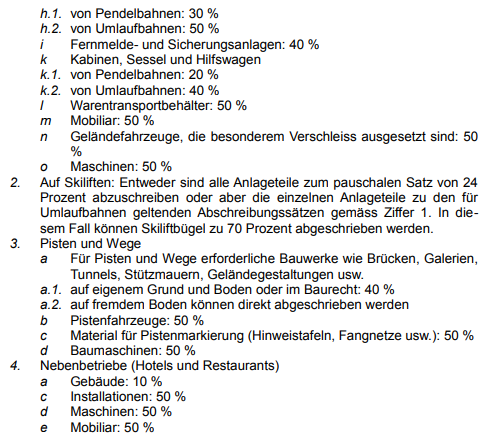 h.1. von Pendelbahnen: 30 %
h.2. von Umlaufbahnen: 50 %
i Fernmelde- und Sicherungsanlagen: 40 %
k Kabinen, Sessel und Hilfswagen
k.1. von Pendelbahnen: 20 %
k.2. von Umlaufbahnen: 40 %
l Warentransportbehälter: 50 %
m Mobiliar: 50 %
n Geländefahrzeuge, die besonderem Verschleiss ausgesetzt sind: 50
%
o Maschinen: 50 %
2. Auf Skiliften: Entweder sind alle Anlageteile zum pauschalen Satz von 24
Prozent abzuschreiben oder aber die einzelnen Anlageteile zu den für
Umlaufbahnen geltenden Abschreibungssätzen gemäss Ziffer 1. In die-
sem Fall können Skiliftbügel zu 70 Prozent abgeschrieben werden.
3. Pisten und Wege
a Für Pisten und Wege erforderliche Bauwerke wie Brücken, Galerien,
Tunnels, Stützmauern, Geländegestaltungen usw.
a.1. auf eigenem Grund und Boden oder im Baurecht: 40 %
a.2. auf fremdem Boden können direkt abgeschrieben werden
b Pistenfahrzeuge: 50 %
c Material für Pistenmarkierung (Hinweistafeln, Fangnetze usw.): 50 %
d Baumaschinen: 50 %
4. Nebenbetriebe (Hotels und Restaurants)
a Gebäude: 10 %
c Installationen: 50 %
d Maschinen: 50 %
e Mobiliar: 50 %